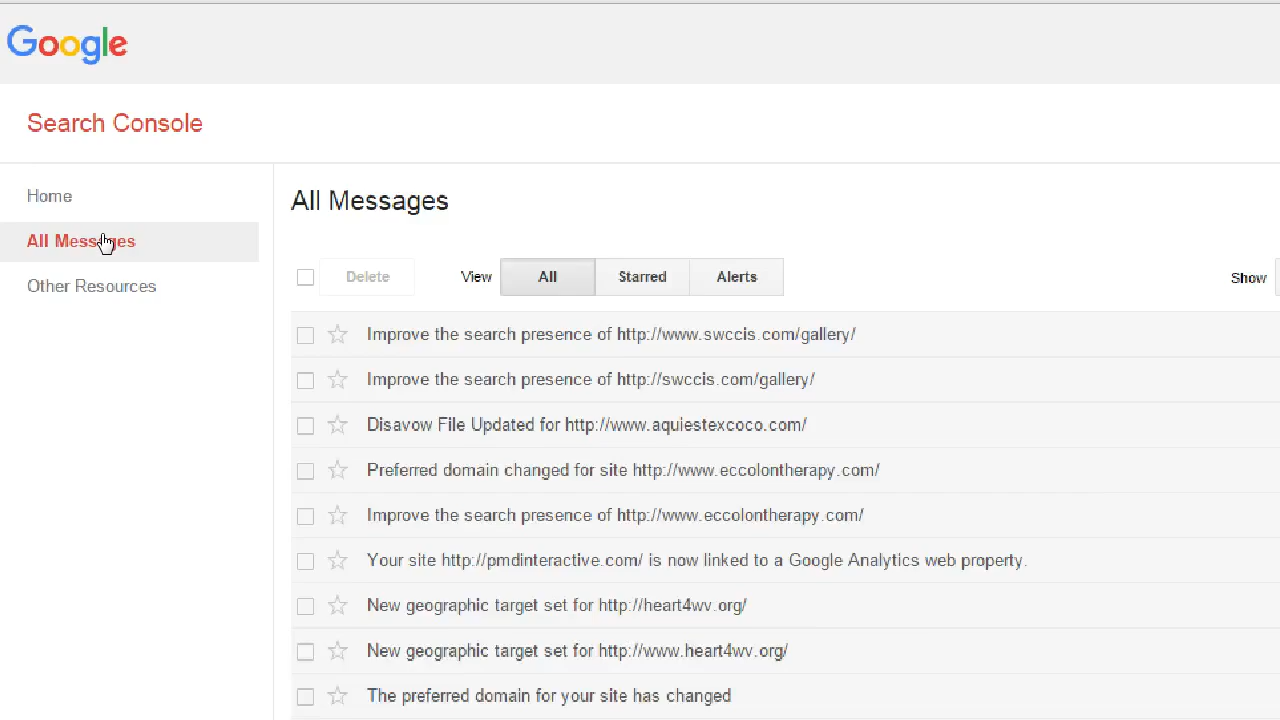 Google
Search Console
Home
All Messages
Other Resources
All Messages
Delete View All Starred Alerts Show
Improve the search presence of http://www.swccis.com/gallery/
Improve the search presence of http://swccis.com/gallery/
Disavow File Updated for http://www.aquiestexcoco.com/
Preferred domain changed for site http://www.eccolontherapy.com/
Improve the search presence of http://www.eccolontherapy.com/
Your site http://pmdinteractive.com/ is now linked to a Google Analytics web property.
New geographic target set for http://heart4wv.org/
New geographic target set for http://www.heart4wv.org/
The preferred domain for your site has changed